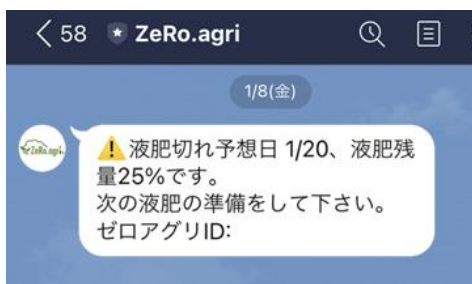 58 ZeRo.agri
1/8(金)
⚠️液肥切れ予想日 1/20、液肥残
量25%です。
次の液肥の準備をして下さい。
ゼロアグリID: